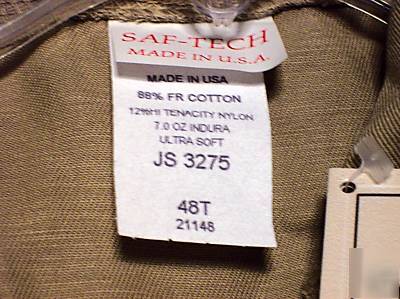 SAF-TECH
MADE IN U.S.A.
MADE IN USA
88% FR COTTON
12%HI TENACITY NYLON
7.0 OZ INDURA
ULTRA SOFT
JS 3275
48T
21148